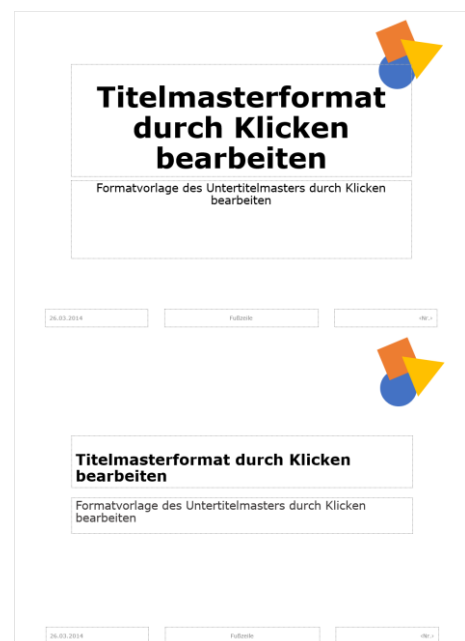 Titelmasterformat
durch Klicken
bearbeiten
Formatvorlage des Untertitelmasters durch Klicken
bearbeiten
26.03.2014 Fußzeile ‹Nr.›
Titelmasterformat durch Klicken
bearbeiten
Formatvorlage des Untertitelmasters durch Klicken
bearbeiten
26.03.2014 Fußzeile ‹Nr.›